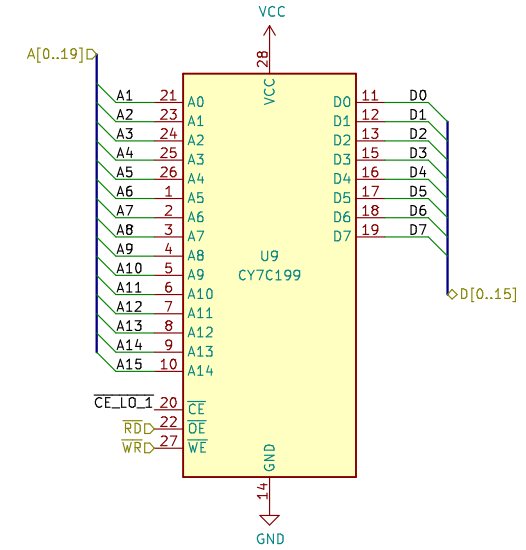 VCC
28
VCC
A[0..19]
A1 21 A0 D0 11 D0
A2 23 A1 D1 12 D1
A3 24 A2 D2 13 D2
A4 25 A3 D3 15 D3
A5 26 A4 D4 16 D4
A6 1 A5 D5 17 D5
A7 2 A6 D6 18 D6
A8 3 A7 D7 19 D7
A9 4 A8 U9
A10 5 A9 CY7C199
A11 6 A10 D[0..15]
A12 7 A11
A13 8 A12
A14 9 A13
A15 10 A14
CE_LO_1 20 CE
RD 22 OE
WR 27 WE
GND
14
GND